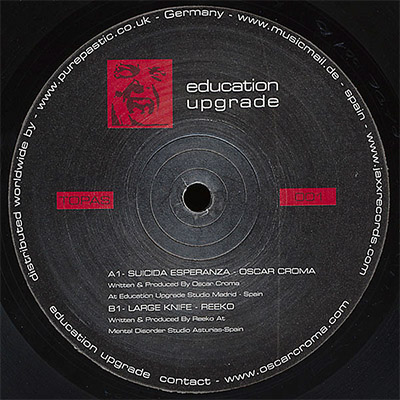 distributed worldwide by - www.purepastic.co.uk - Germany - www.musicmail.de - spain - www.jaxxrecords.com
education
upgrade
TOPAS
001
A1- SUICIDA ESPERANZA - OSCAR CROMA
Written & Produced By Oscar Croma
At Education Upgrade Studio Madrid - Spain
B1- LARGE KNIFE - REEKO
Written & Produced By Reeko At
Mental Disorder Studio Asturias-Spain
education upgrade contact - www.oscarcroma.com